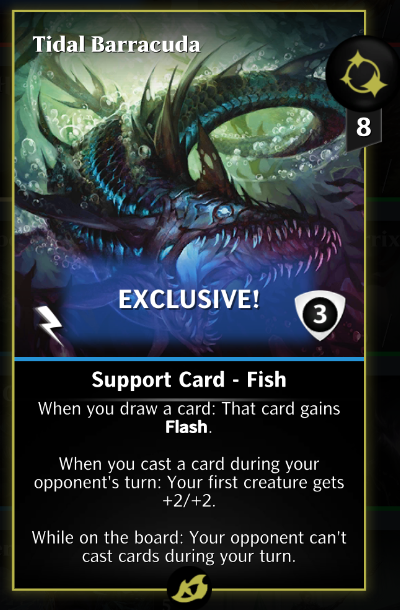 Tidal Barracuda
8
EXCLUSIVE!
3
Support Card - Fish
When you draw a card: That card gains
Flash.
When you cast a card during your
opponent's turn: Your first creature gets
+2/+2.
While on the board: Your opponent can't
cast cards during your turn.